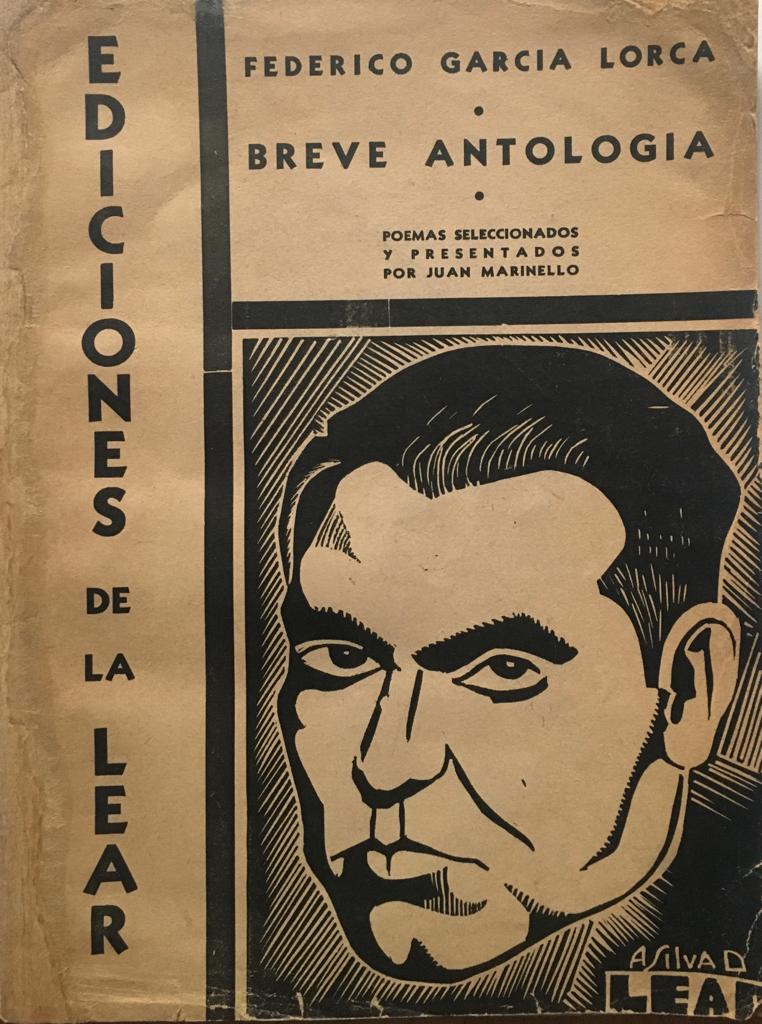 EDICIONES DE LA LEAR
FEDERICO GARCIA LORCA
BREVE ANTOLOGIA
POEMAS SELECCIONADOS
Y PRESENTADOS
POR JUAN MARINELLO
A SILVA D
LEAR